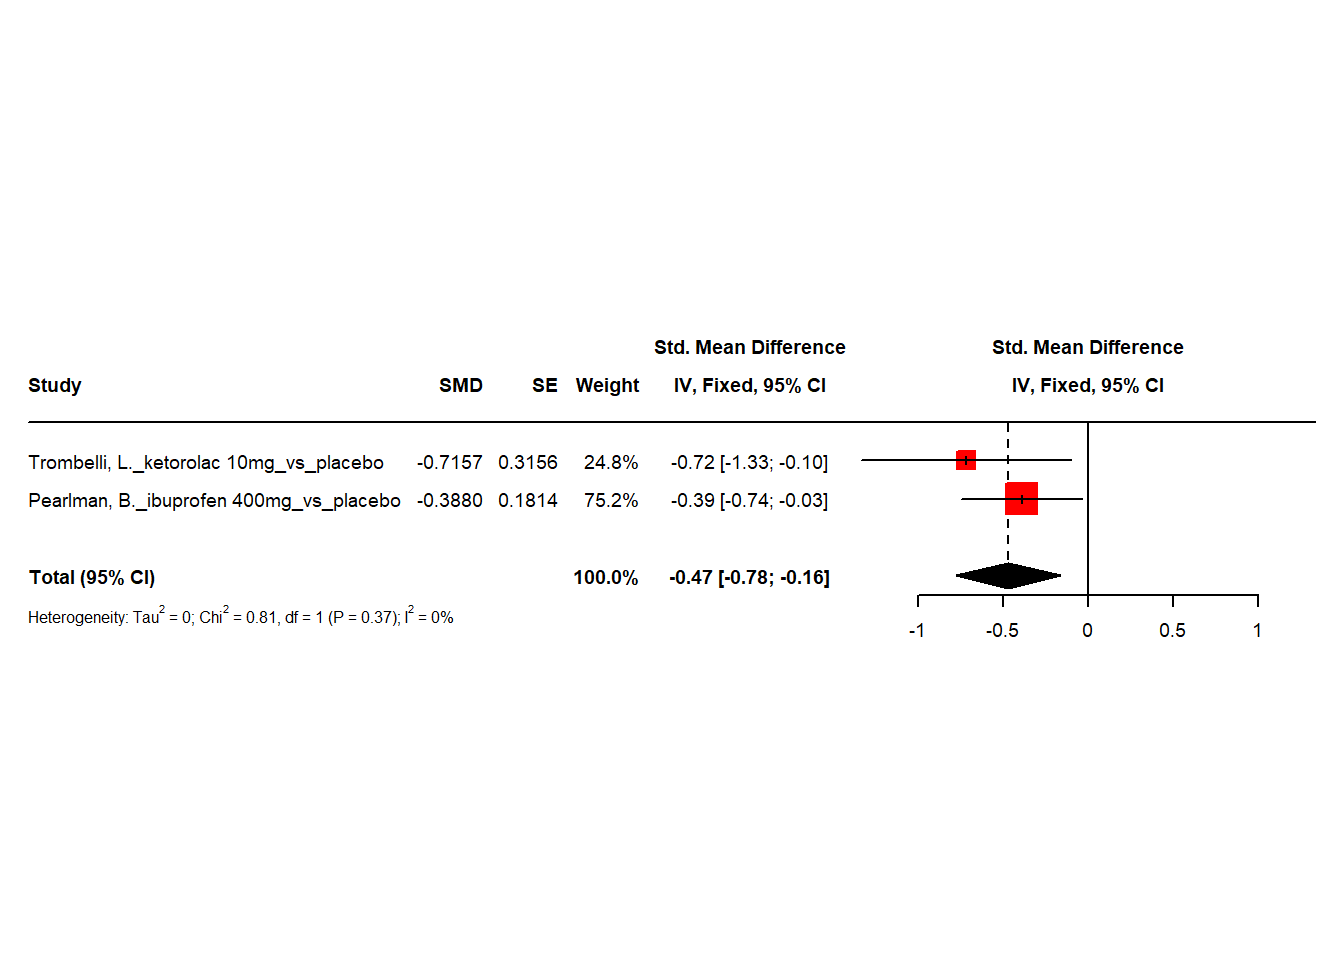 Std. Mean Difference Std. Mean Difference
Study SMD SE Weight IV, Fixed, 95% CI IV, Fixed, 95% CI
Trombelli, L._ketorolac 10mg_vs_placebo -0.7157 0.3156 24.8% -0.72 [-1.33; -0.10]
Pearlman, B._ibuprofen 400mg_vs_placebo -0.3880 0.1814 75.2% -0.39 [-0.74; -0.03]
Total (95% CI) 100.0% -0.47 [-0.78; -0.16]
Heterogeneity: Tau² = 0; Chi² = 0.81, df = 1 (P = 0.37); I² = 0%
-1 -0.5 0 0.5 1